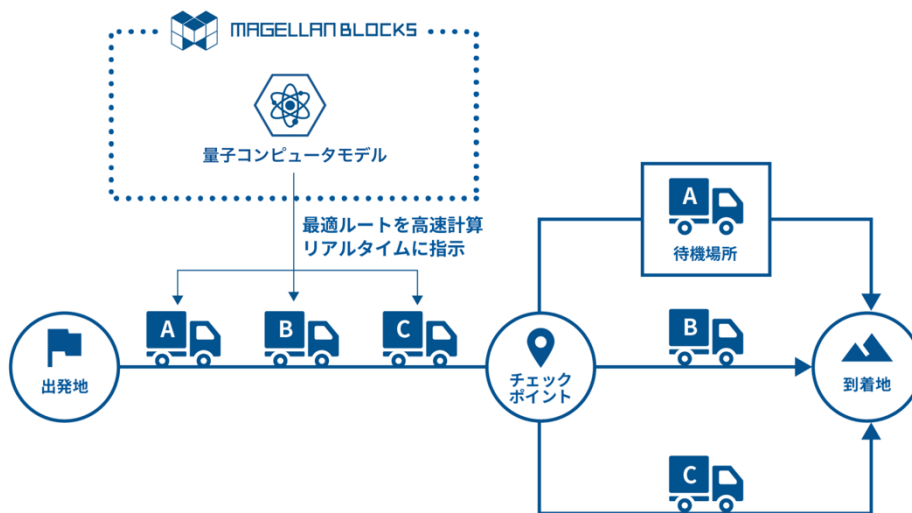 MAGELLAN BLOCKS
量子コンピュータモデル
最適ルートを高速計算
リアルタイムに指示
A
待機場所
A
B
C
B
出発地
チェック
ポイント
到着地
C